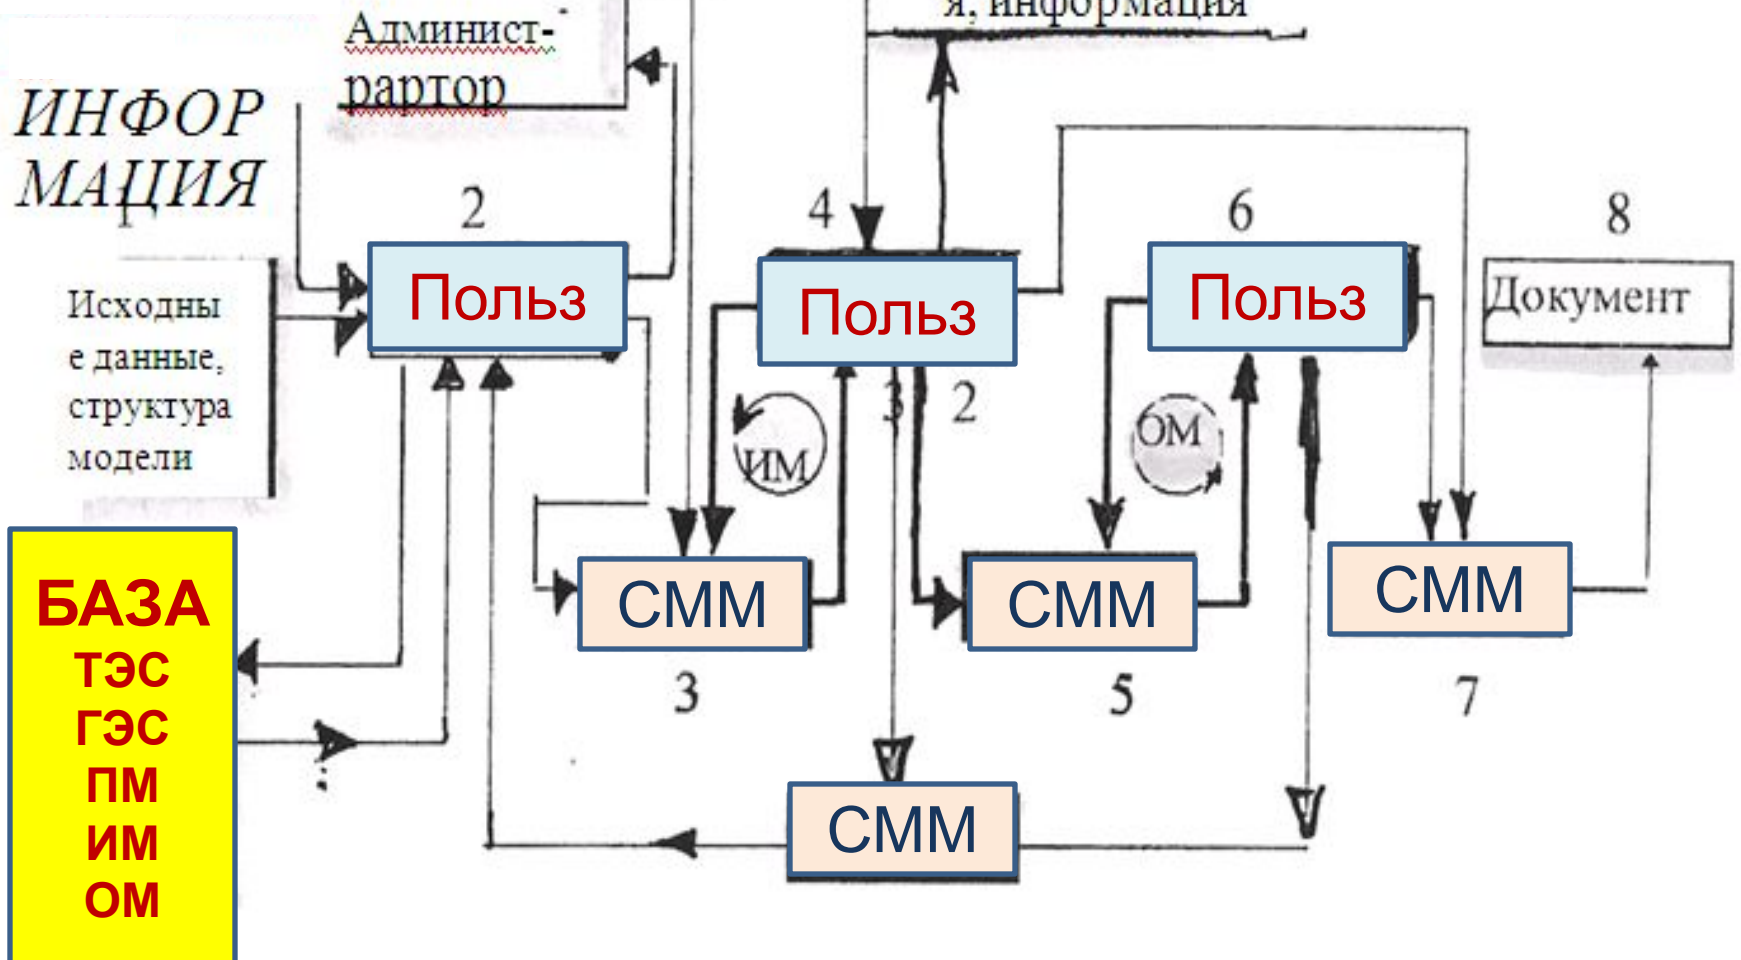 я, информация
Админист-
рартор
ИНФОР
МАЦИЯ
2
4
6
8
Польз
Польз
Польз
Документ
Исходны
е данные,
структура
модели
3
2
ИМ
ОМ
СММ
СММ
СММ
3
5
7
БАЗА
ТЭС
ГЭС
ПМ
ИМ
ОМ
СММ